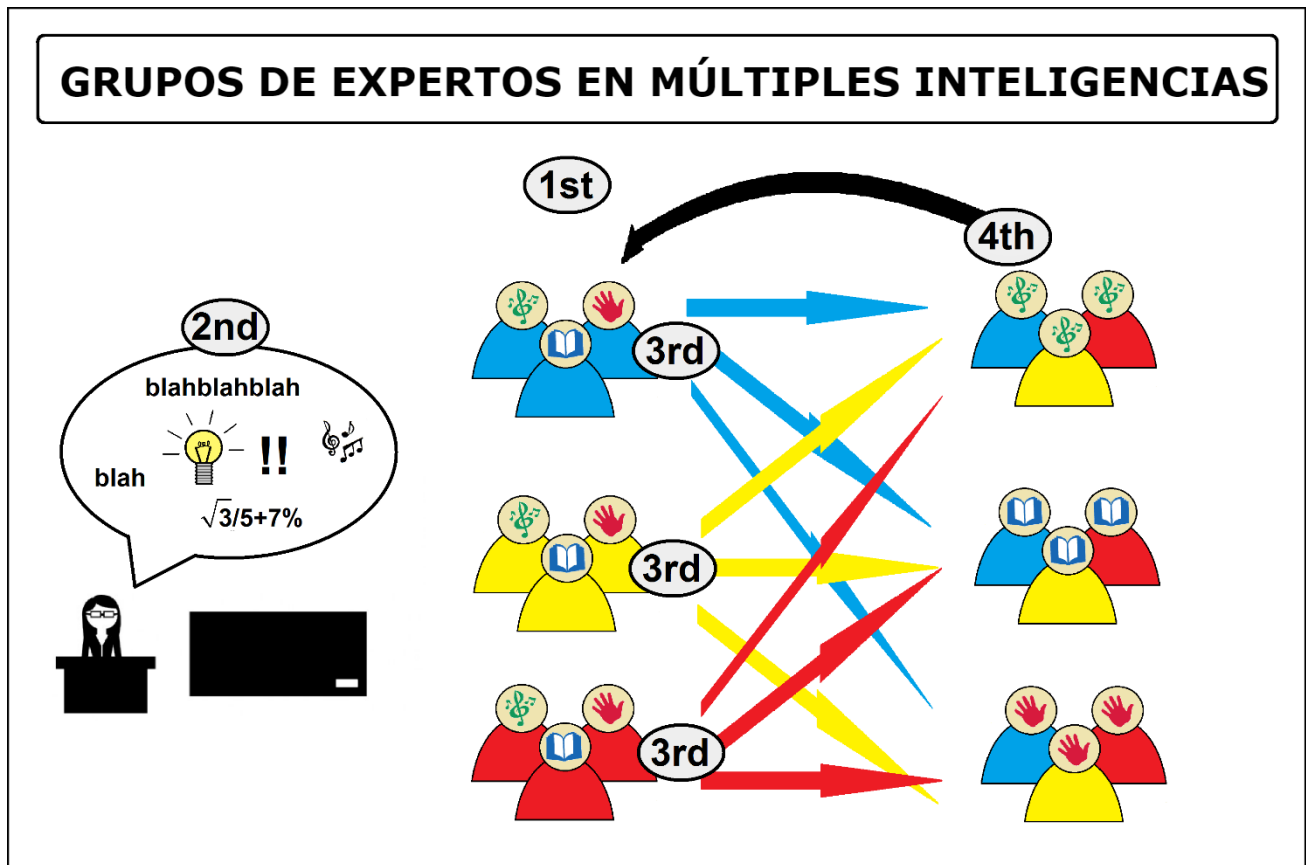 GRUPOS DE EXPERTOS EN MÚLTIPLES INTELIGENCIAS
1st
4th
2nd
blahblahblah
!!
blah
√3/5+7%
3rd
3rd
3rd